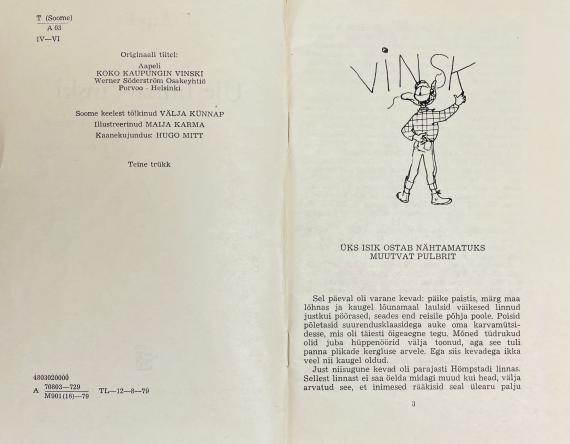 T (Soome)
A 03
IV—VI
Originaali tiitel:
Aapeli
KOKO KAUPUNGIN VINSKI
Werner Söderström Osakeyhtiö
Porvoo - Helsinki
Soome keelest tõlkinud VÄLJA KÜNNAP
Illustreerinud MAIJA KARMA
Kaanekujundus: HUGO MITT
Teine trükk
4803020000
A 70803—729 TL—12—8—79
M901(16)—79
VINSK
ÜKS ISIK OSTAB NÄHTAMATUKS
MUUTVAT PULBRIT
Sel päeval oli varane kevad: päike paistis, märg maa
lõhnas ja kaugel lõunamaal laulsid väikesed linnud
justkui pöörased, seades end reisile põhja poole. Poisid
põletasid suurendusklaasidega auke oma karvamütsi-
desse, mis oli täiesti õigeaegne tegu. Mõned tüdrukud
olid juba hüppenöörid välja toonud, aga see tuli
panna plikade kergluse arvele. Ega siis kevadega ikka
veel nii kaugel oldud.
Just niisugune kevad oli parajasti Hömpstadi linnas.
Sellest linnast ei saa öelda midagi muud kui head, välja
arvatud see, et inimesed rääkisid seal ülearu palju
3